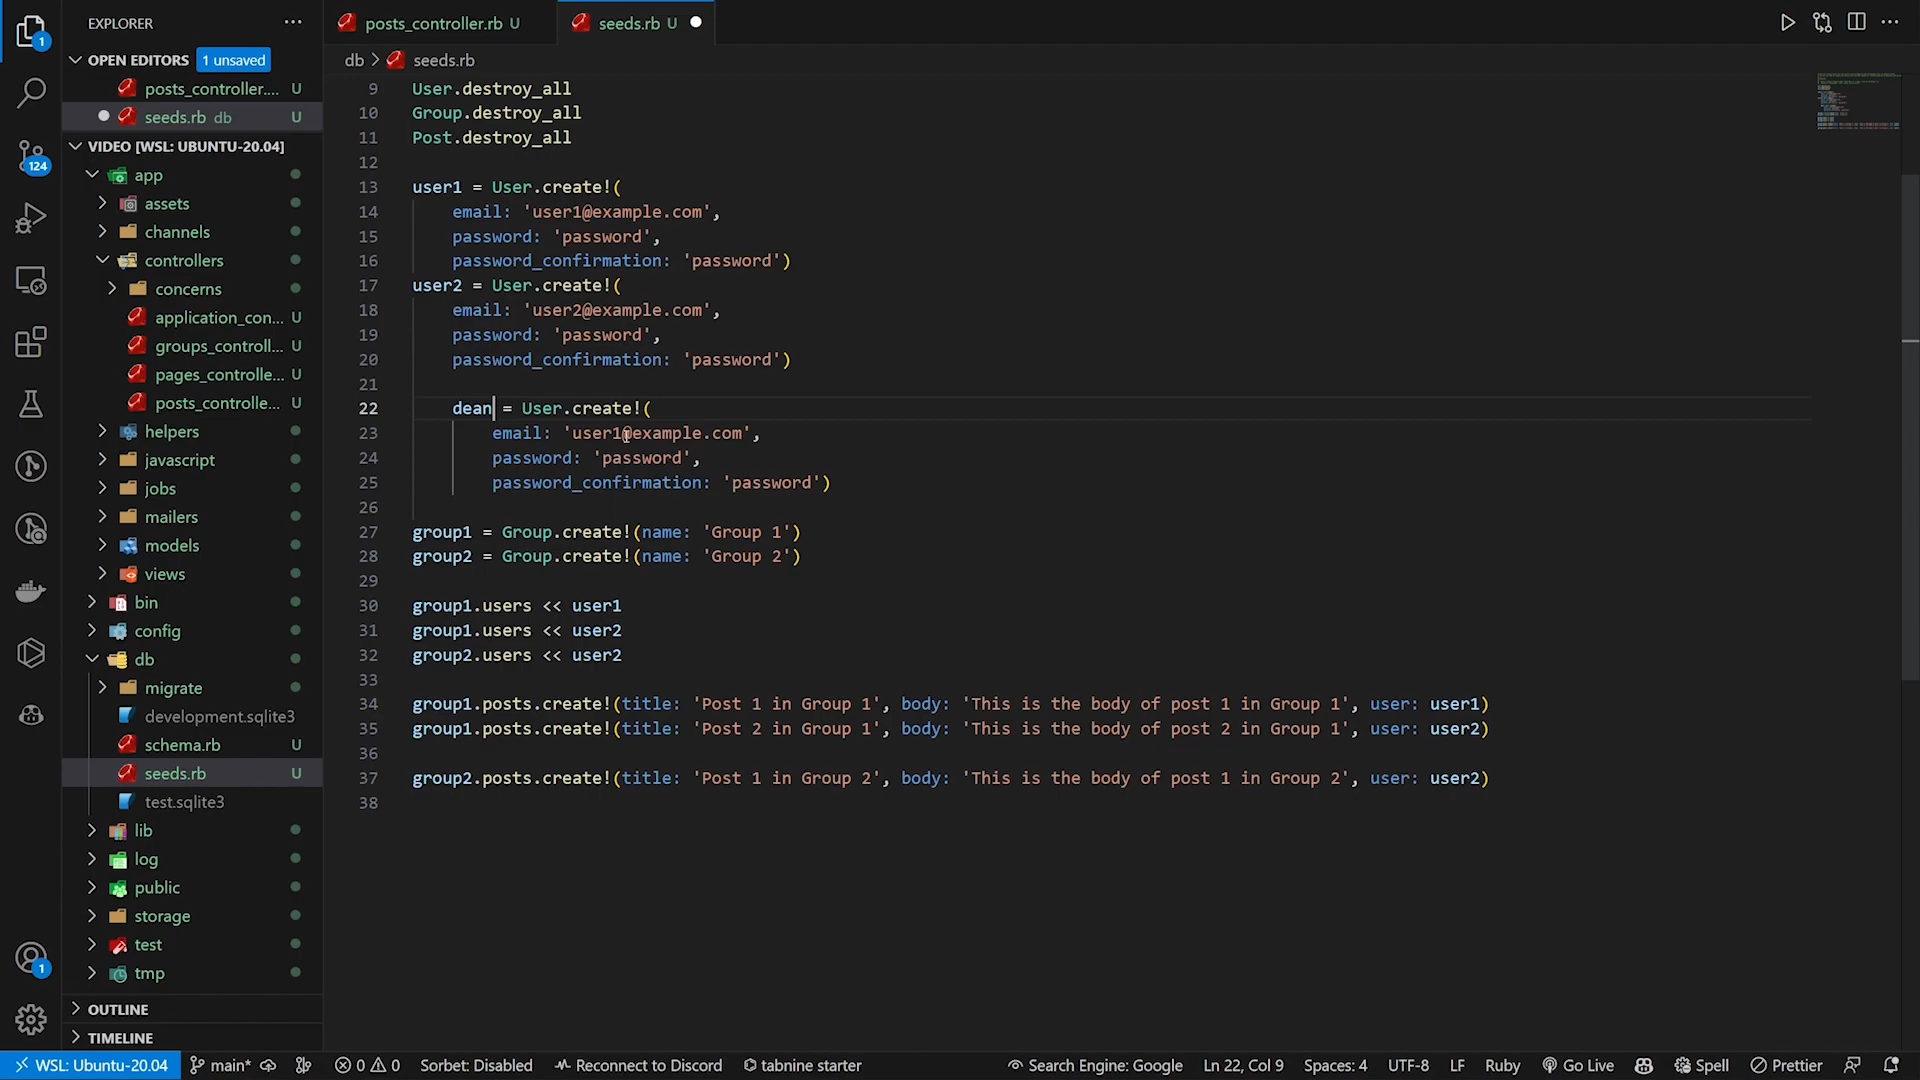 EXPLORER
posts_controller.rb U
seeds.rb U
1
OPEN EDITORS 1 unsaved
db > seeds.rb
posts_controller.... U
seeds.rb db U
VIDEO [WSL: UBUNTU-20.04]
124
app
assets
channels
controllers
concerns
application_con... U
groups_controll... U
pages_controlle... U
posts_controlle... U
helpers
javascript
jobs
mailers
models
views
bin
config
db
migrate
development.sqlite3
schema.rb U
seeds.rb U
test.sqlite3
lib
log
public
storage
test
tmp
1
OUTLINE
TIMELINE
9 User.destroy_all
10 Group.destroy_all
11 Post.destroy_all
12
13 user1 = User.create!(
14 email: 'user1@example.com',
15 password: 'password',
16 password_confirmation: 'password')
17 user2 = User.create!(
18 email: 'user2@example.com',
19 password: 'password',
20 password_confirmation: 'password')
21
22 dean = User.create!(
23 email: 'user1@example.com',
24 password: 'password',
25 password_confirmation: 'password')
26
27 group1 = Group.create!(name: 'Group 1')
28 group2 = Group.create!(name: 'Group 2')
29
30 group1.users << user1
31 group1.users << user2
32 group2.users << user2
33
34 group1.posts.create!(title: 'Post 1 in Group 1', body: 'This is the body of post 1 in Group 1', user: user1)
35 group1.posts.create!(title: 'Post 2 in Group 1', body: 'This is the body of post 2 in Group 1', user: user2)
36
37 group2.posts.create!(title: 'Post 1 in Group 2', body: 'This is the body of post 1 in Group 2', user: user2)
38
WSL: Ubuntu-20.04 main* 0 0 Sorbet: Disabled Reconnect to Discord tabnine starter Search Engine: Google Ln 22, Col 9 Spaces: 4 UTF-8 LF Ruby Go Live Spell Prettier